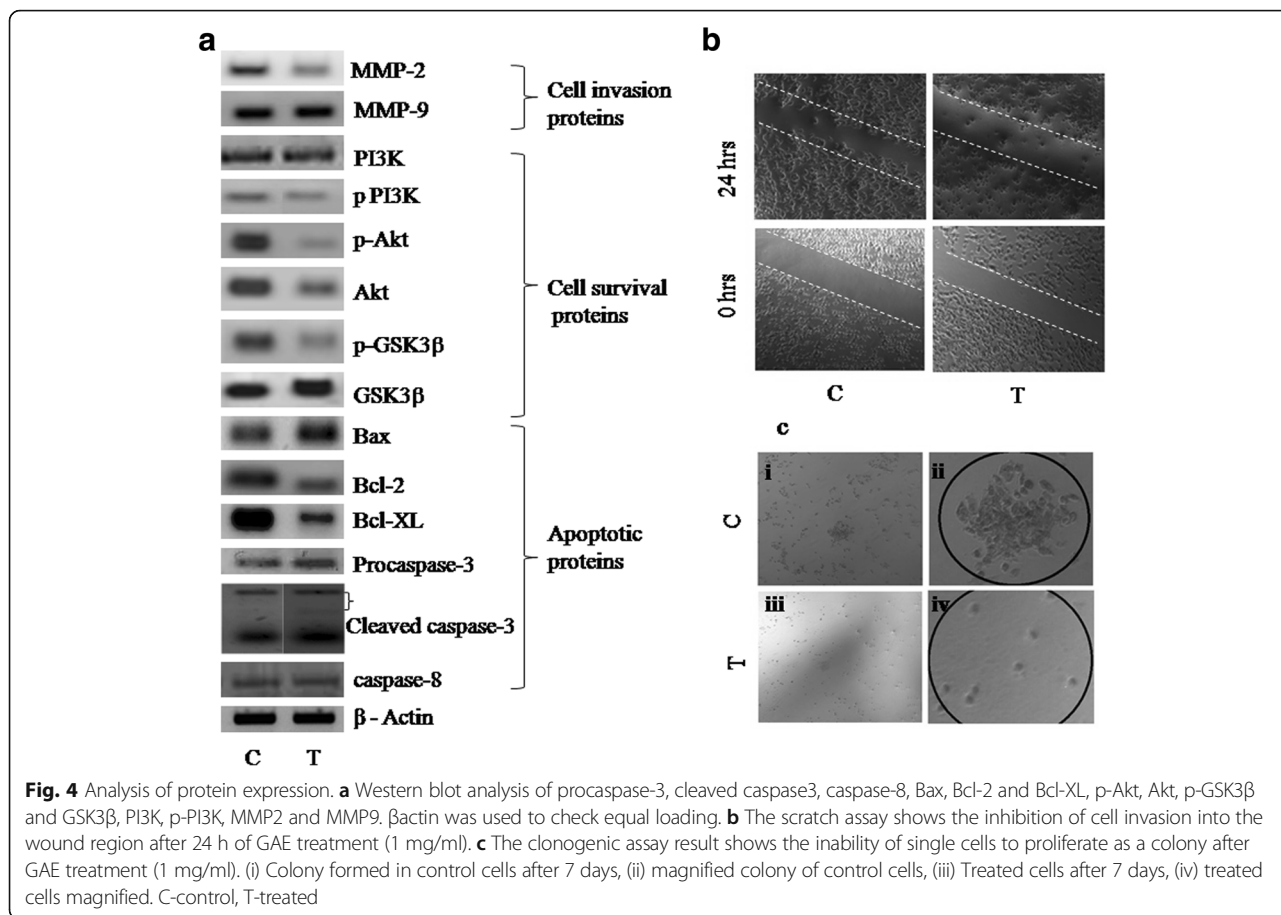 a
MMP-2
MMP-9
Cell invasion
proteins
PI3K
p PI3K
p-Akt
Akt
p-GSK3β
GSK3β
Cell survival
proteins
Bax
Bcl-2
Bcl-XL
Procaspase-3
Cleaved caspase-3
caspase-8
Apoptotic
proteins
β - Actin
C T
b
24 hrs
0 hrs
C T
c
C
i ii
T
iii iv
Fig. 4 Analysis of protein expression. a Western blot analysis of procaspase-3, cleaved caspase3, caspase-8, Bax, Bcl-2 and Bcl-XL, p-Akt, Akt, p-GSK3β
and GSK3β, PI3K, p-PI3K, MMP2 and MMP9. βactin was used to check equal loading. b The scratch assay shows the inhibition of cell invasion into the
wound region after 24 h of GAE treatment (1 mg/ml). c The clonogenic assay result shows the inability of single cells to proliferate as a colony after
GAE treatment (1 mg/ml). (i) Colony formed in control cells after 7 days, (ii) magnified colony of control cells, (iii) Treated cells after 7 days, (iv) treated
cells magnified. C-control, T-treated